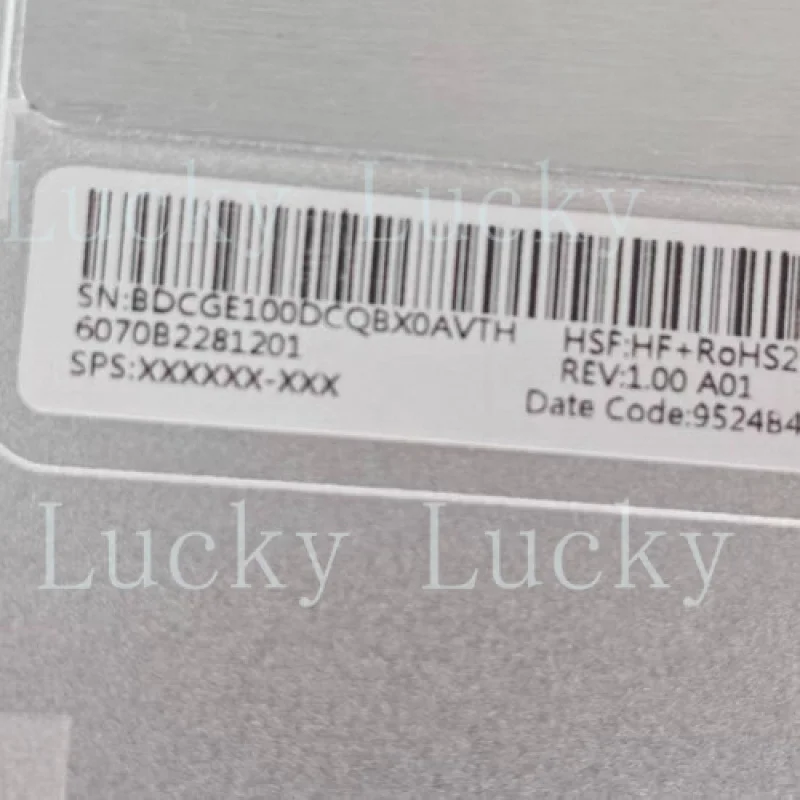 Lucky Lucky
SN:BDCGE100DCQBX0AVTH
6070B2281201
SPS:XXXXXX-XXX
HSF:HF+RoHS2
REV:1.00 A01
Date Code:9524B4
Lucky Lucky